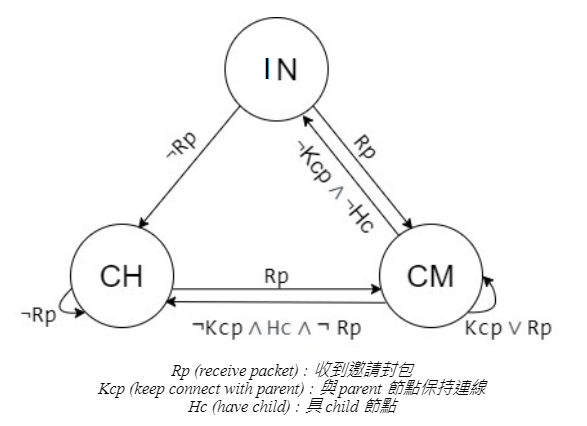 IN
¬Rp
Rp
¬Kcp ∧ ¬Hc
CH
CM
Rp
¬Rp
¬Kcp ∧ Hc ∧ ¬ Rp
Kcp ∨ Rp
Rp (receive packet)：收到邀請封包
Kcp (keep connect with parent)：與 parent 節點保持連線
Hc (have child)：具 child 節點